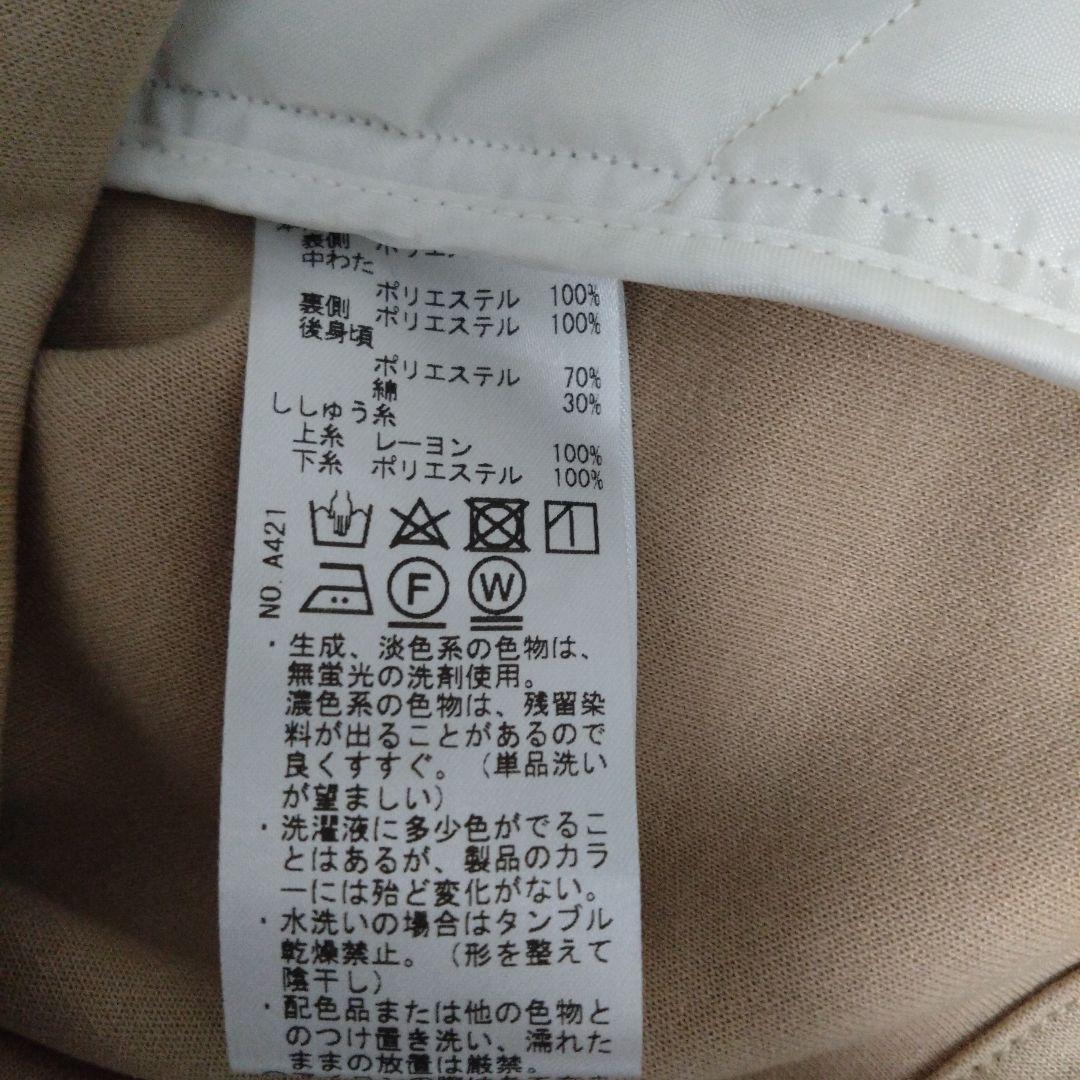 裏側 ポリエス
中わた
ポリエステル 100%
裏側 ポリエステル 100%
後身頃
ポリエステル 70%
綿 30%
ししゅう糸
上糸 レーヨン 100%
下糸 ポリエステル 100%
NO. A421
F W
・生成、淡色系の色物は、
無蛍光の洗剤使用。
濃色系の色物は、残留染
料が出ることがあるので
良くすすぐ。（単品洗い
が望ましい）
・洗濯液に多少色がでるこ
とはあるが、製品のカラ
ーには殆ど変化がない。
・水洗いの場合はタンブル
乾燥禁止。（形を整えて
陰干し）
・配色品または他の色物と
のつけ置き洗い、濡れた
ままの放置は厳禁。